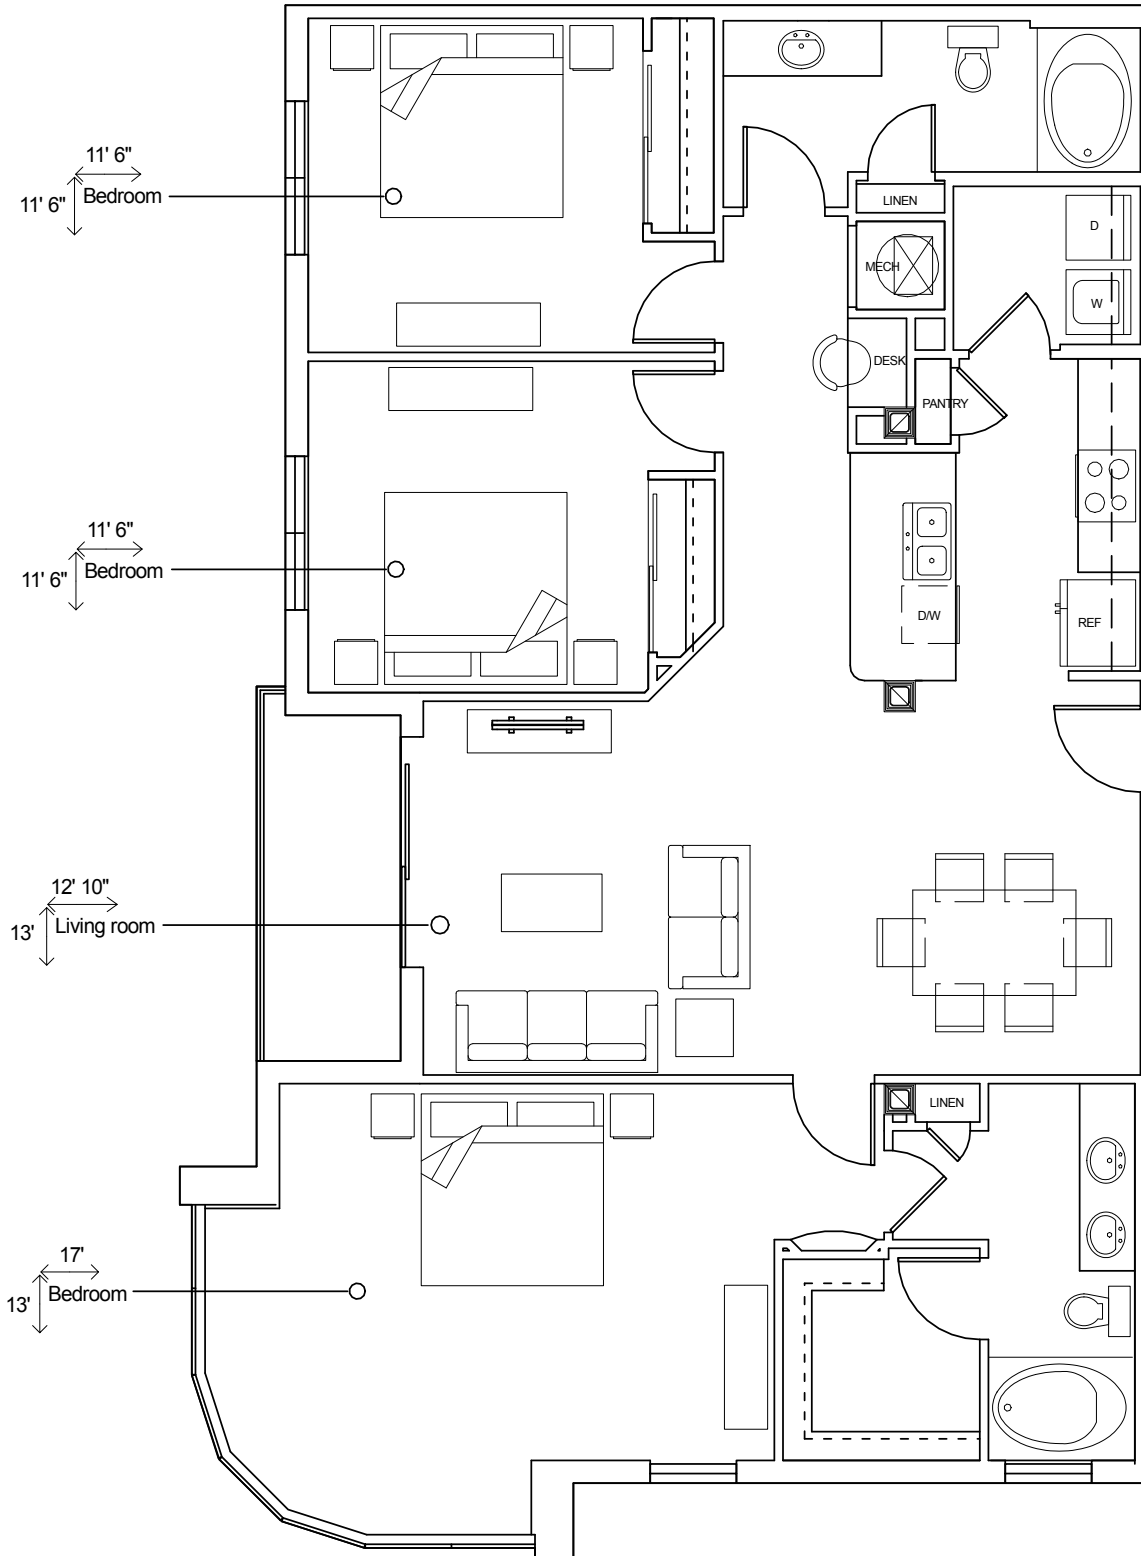 11' 6"
11' 6" Bedroom
LINEN
D
MECH
W
DESK
PANTRY
11' 6"
11' 6" Bedroom
D/W
REF
12' 10"
13' Living room
LINEN
17'
13' Bedroom